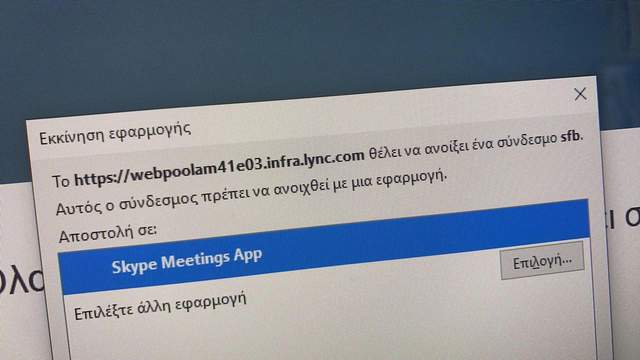 Εκκίνηση εφαρμογής
Το https://webpoolam41e03.infra.lync.com θέλει να ανοίξει ένα σύνδεσμο sfb.
Αυτός ο σύνδεσμος πρέπει να ανοιχθεί με μια εφαρμογή.
Αποστολή σε:
Skype Meetings App
Επιλογή...
Επιλέξτε άλλη εφαρμογή